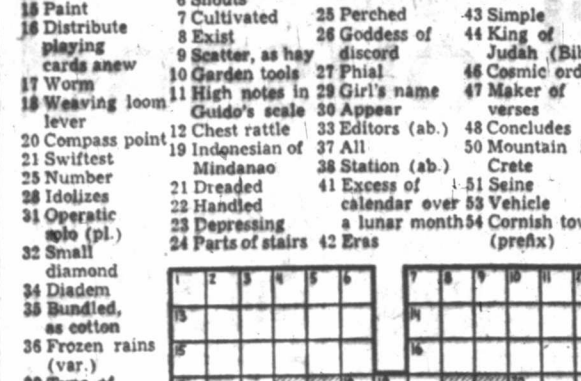 15 Paint
16 Distribute
playing
cards anew
17 Worm
18 Weaving loom
lever
20 Compass point
21 Swiftest
25 Number
28 Idolizes
31 Operatic
solo (pl.)
32 Small
diamond
34 Diadem
35 Bundled,
as cotton
36 Frozen rains
(var.)
6 Shouts
7 Cultivated
8 Exist
9 Scatter, as hay
10 Garden tools
11 High notes in
Guido's scale
12 Chest rattle
19 Indonesian of
Mindanao
21 Dreaded
22 Handled
23 Depressing
24 Parts of stairs
25 Perched
26 Goddess of
discord
27 Phial
29 Girl's name
30 Appear
33 Editors (ab.)
37 All
38 Station (ab.)
41 Excess of
calendar over
a lunar month
42 Eras
43 Simple
44 King of
Judah (Bi
46 Cosmic ord
47 Maker of
verses
48 Concludes
50 Mountain
Crete
51 Seine
53 Vehicle
54 Cornish tow
(prefix)
1 2 3 4 5 6 7 8 9 10 11
13 14
15 16